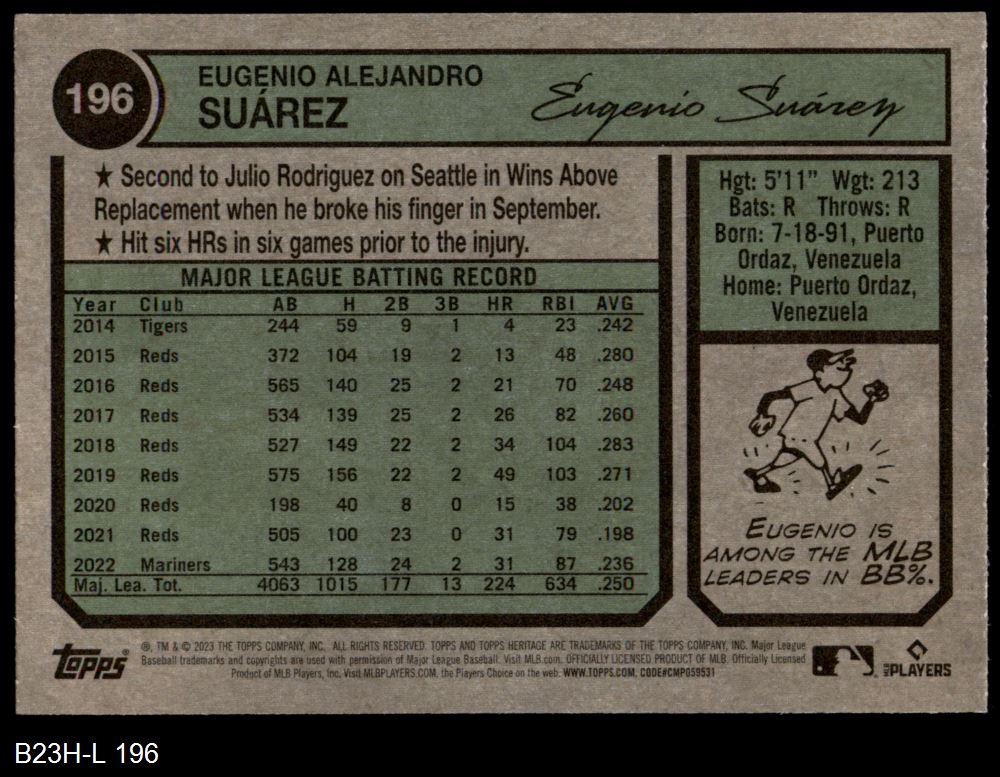 196
EUGENIO ALEJANDRO
SUÁREZ
Eugenio Suárez
★ Second to Julio Rodriguez on Seattle in Wins Above
Replacement when he broke his finger in September.
★ Hit six HRs in six games prior to the injury.
MAJOR LEAGUE BATTING RECORD
Year Club AB H 2B 3B HR RBI AVG
2014 Tigers 244 59 9 1 4 23 .242
2015 Reds 372 104 19 2 13 48 .280
2016 Reds 565 140 25 2 21 70 .248
2017 Reds 534 139 25 2 26 82 .260
2018 Reds 527 149 22 2 34 104 .283
2019 Reds 575 156 22 2 49 103 .271
2020 Reds 198 40 8 0 15 38 .202
2021 Reds 505 100 23 0 31 79 .198
2022 Mariners 543 128 24 2 31 87 .236
Maj. Lea. Tot. 4063 1015 177 13 224 634 .250
Hgt: 5'11" Wgt: 213
Bats: R Throws: R
Born: 7-18-91, Puerto
Ordaz, Venezuela
Home: Puerto Ordaz,
Venezuela
EUGENIO IS
AMONG THE MLB
LEADERS IN BB%.
Topps
®, TM & © 2023 THE TOPPS COMPANY, INC. ALL RIGHTS RESERVED. TOPPS AND TOPPS HERITAGE ARE TRADEMARKS OF THE TOPPS COMPANY, INC. Major League
Baseball trademarks and copyrights are used with permission of Major League Baseball. Visit MLB.com. OFFICIALLY LICENSED PRODUCT OF MLB. Officially Licensed
Product of MLB Players, Inc. Visit MLBPLAYERS.COM, the Players Choice on the web. WWW.TOPPS.COM. CODE#CMP059531
MLB PLAYERS
B23H-L 196